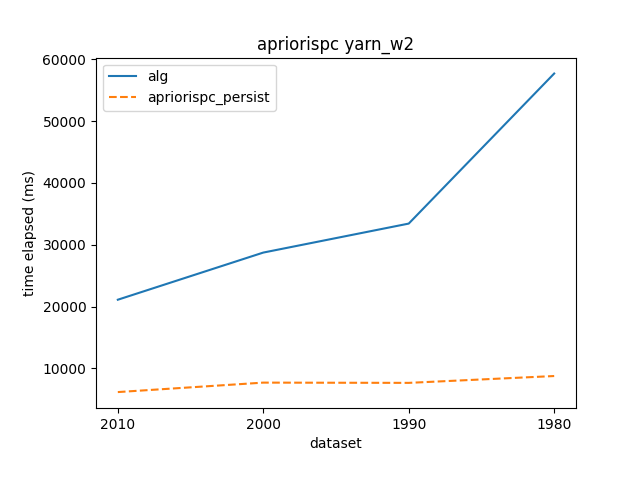 apriorispc yarn_w2
alg
apriorispc_persist
60000
50000
40000
30000
20000
10000
time elapsed (ms)
2010
2000
1990
1980
dataset